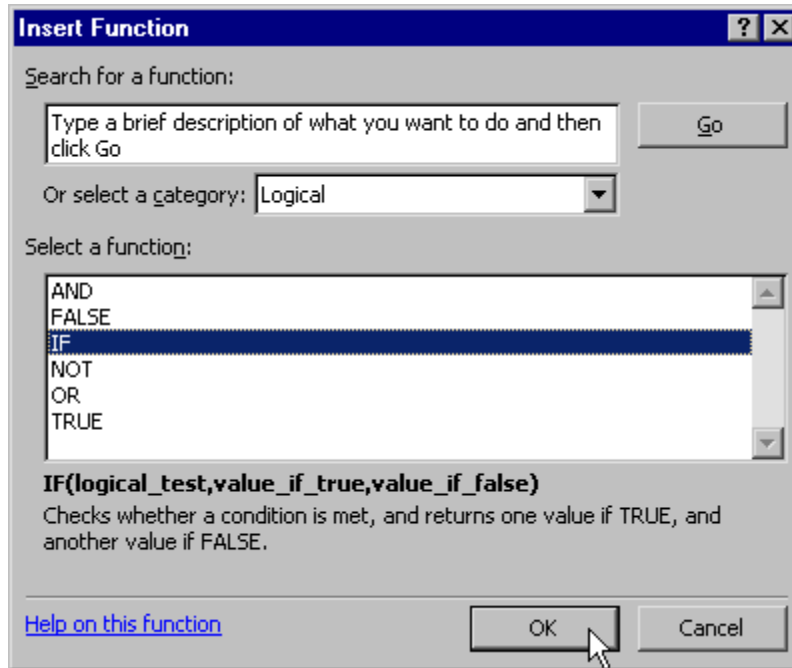 Insert Function
Search for a function:
Type a brief description of what you want to do and then
click Go
Go
Or select a category: Logical
Select a function:
AND
FALSE
IF
NOT
OR
TRUE
IF(logical_test,value_if_true,value_if_false)
Checks whether a condition is met, and returns one value if TRUE, and
another value if FALSE.
Help on this function
OK
Cancel